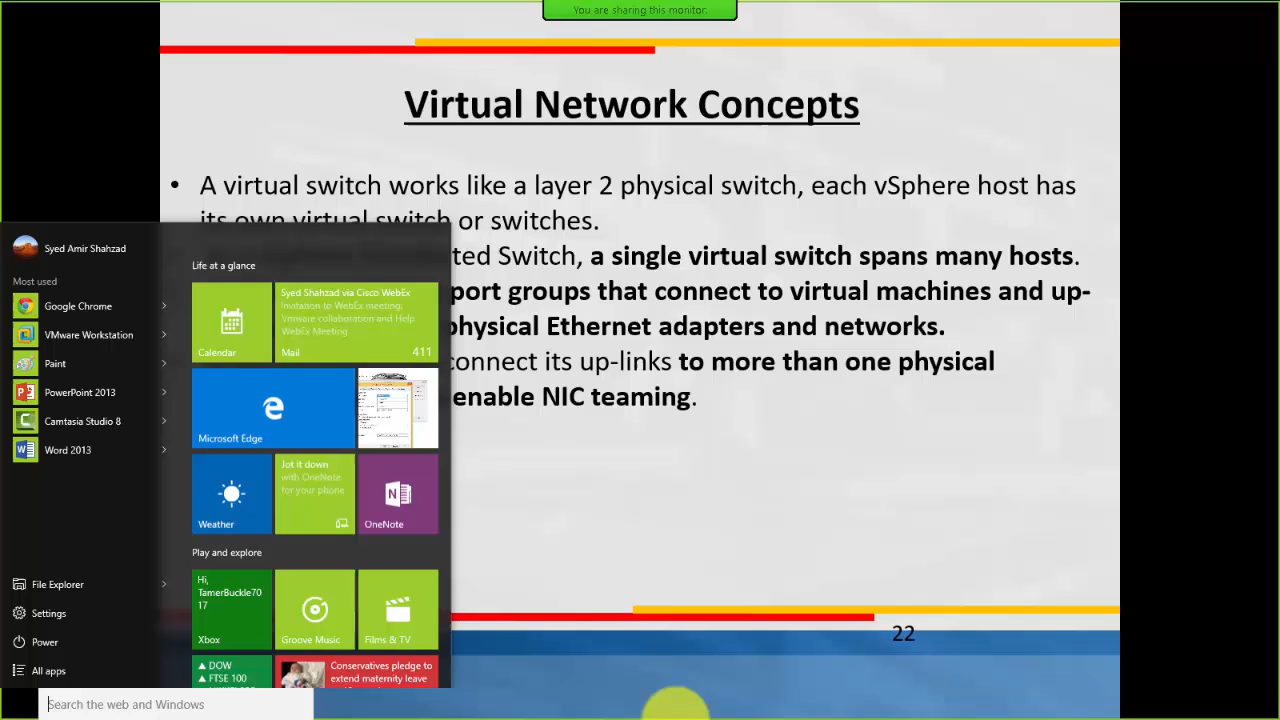 You are sharing this monitor.
Virtual Network Concepts
• A virtual switch works like a layer 2 physical switch, each vSphere host has
its own virtual switch or switches.
ted Switch, a single virtual switch spans many hosts.
port groups that connect to virtual machines and up-
physical Ethernet adapters and networks.
connect its up-links to more than one physical
enable NIC teaming.
22
Syed Amir Shahzad
Most used
Google Chrome
VMware Workstation
Paint
PowerPoint 2013
Camtasia Studio 8
Word 2013
File Explorer
Settings
Power
All apps
Life at a glance
Calendar
Syed Shahzad via Cisco WebEx
Invitation to WebEx meeting:
Vmware collaboration and Help
WebEx Meeting.
Mail 411
Microsoft Edge
Weather
Jot it down
with OneNote
for your phone
OneNote
Play and explore
Hi,
TamerBuckle70
17
Xbox
Groove Music
Films & TV
▲ DOW
▲ FTSE 100
Conservatives pledge to
extend maternity leave
Search the web and Windows